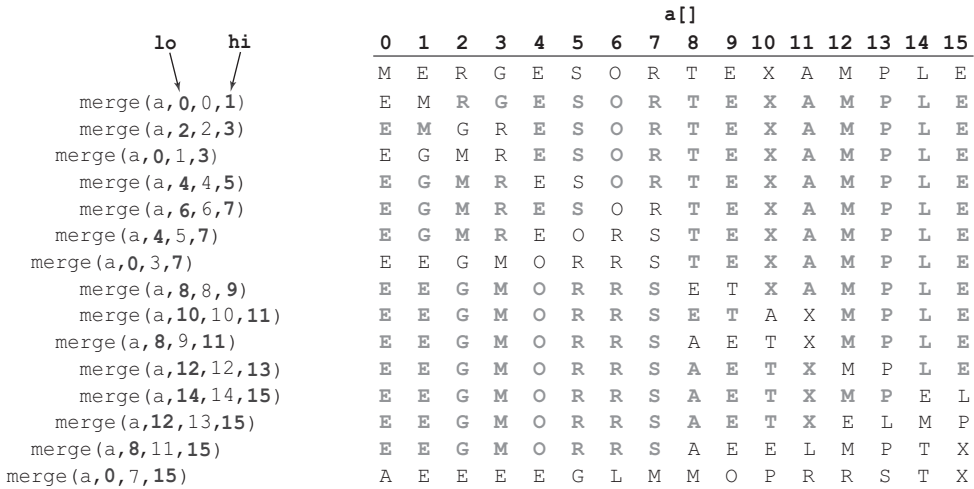 a[]
lo hi 0 1 2 3 4 5 6 7 8 9 10 11 12 13 14 15
M E R G E S O R T E X A M P L E
merge(a,0,0,1) E M R G E S O R T E X A M P L E
merge(a,2,2,3) E M G R E S O R T E X A M P L E
merge(a,0,1,3) E G M R E S O R T E X A M P L E
merge(a,4,4,5) E G M R E S O R T E X A M P L E
merge(a,6,6,7) E G M R E S O R T E X A M P L E
merge(a,4,5,7) E G M R E O R S T E X A M P L E
merge(a,0,3,7) E E G M O R R S T E X A M P L E
merge(a,8,8,9) E E G M O R R S E T X A M P L E
merge(a,10,10,11) E E G M O R R S E T A X M P L E
merge(a,8,9,11) E E G M O R R S A E T X M P L E
merge(a,12,12,13) E E G M O R R S A E T X M P L E
merge(a,14,14,15) E E G M O R R S A E T X M P E L
merge(a,12,13,15) E E G M O R R S A E T X E L M P
merge(a,8,11,15) E E G M O R R S A E E L M P T X
merge(a,0,7,15) A E E E E G L M M O P R R S T X